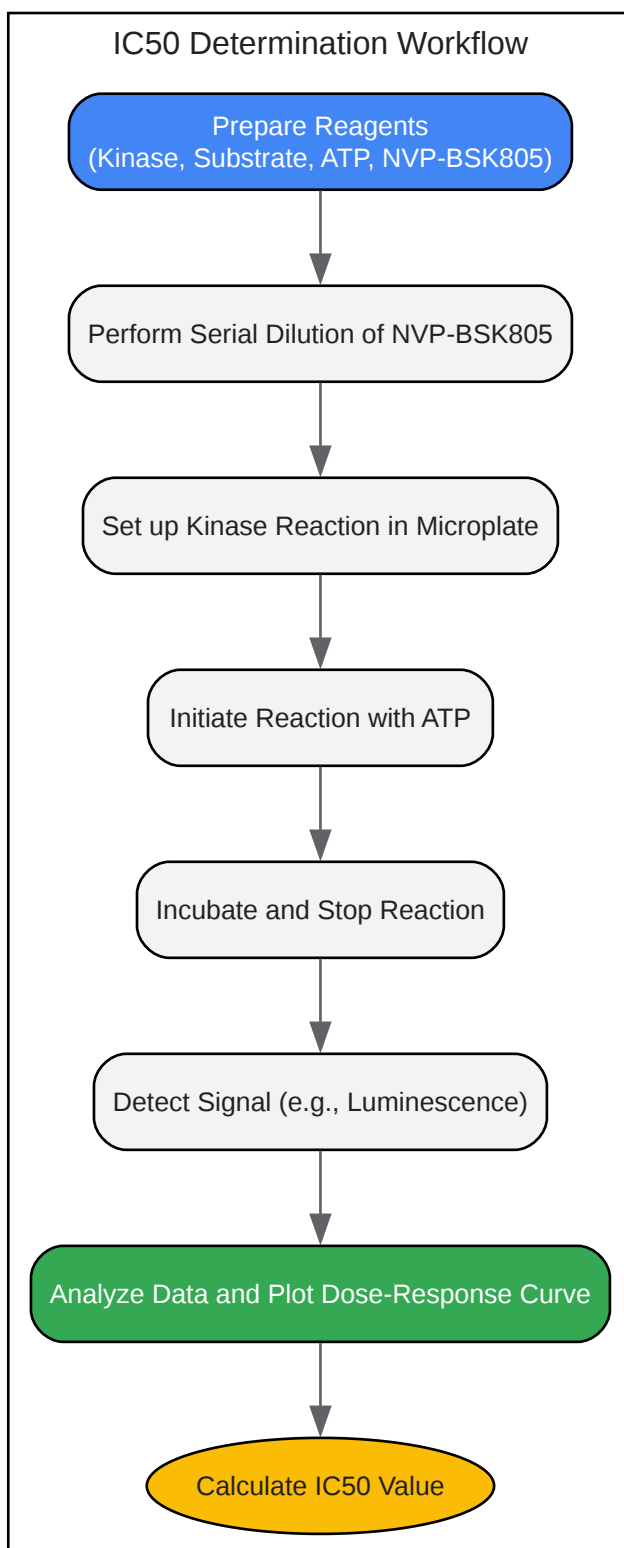 IC50 Determination Workflow
Prepare Reagents
(Kinase, Substrate, ATP, NVP-BSK805)
Perform Serial Dilution of NVP-BSK805
Set up Kinase Reaction in Microplate
Initiate Reaction with ATP
Incubate and Stop Reaction
Detect Signal (e.g., Luminescence)
Analyze Data and Plot Dose-Response Curve
Calculate IC50 Value